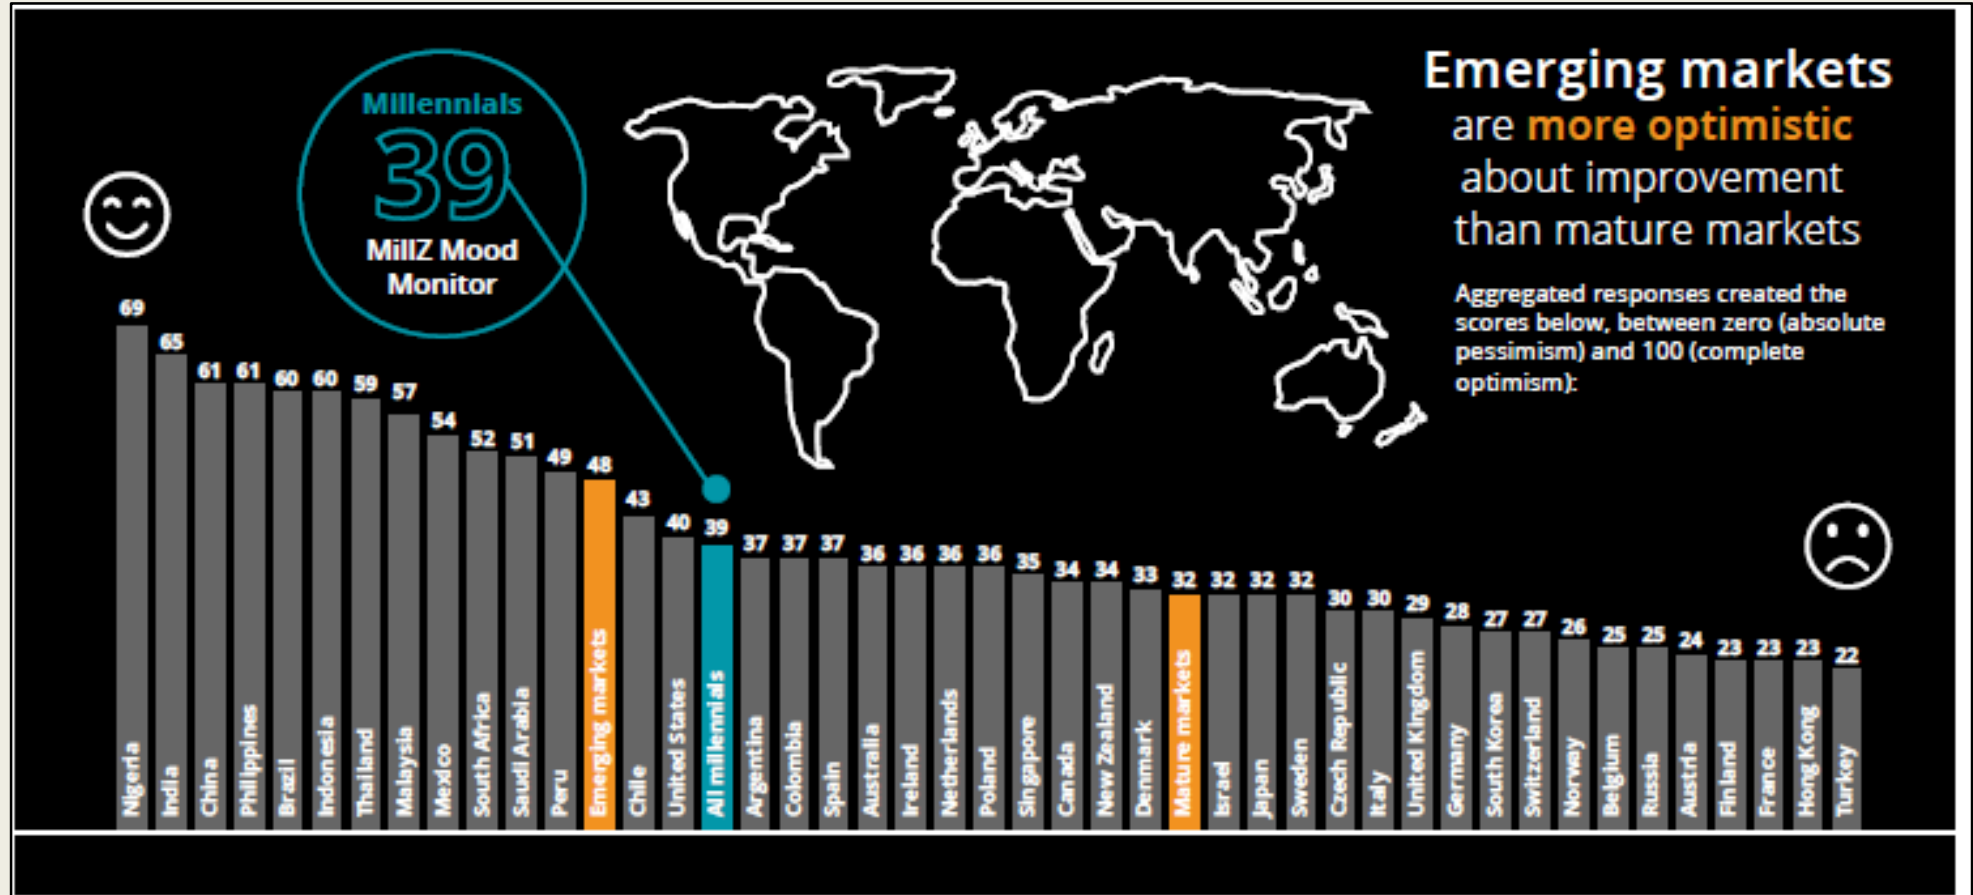 Millennials
39
MillZ Mood
Monitor
Emerging markets
are more optimistic
about improvement
than mature markets
Aggregated responses created the
scores below, between zero (absolute
pessimism) and 100 (complete
optimism):
69
65
61
61
60
60
59
57
54
52
51
49
48
43
40
39
37
37
37
36
36
36
36
35
34
34
33
32
32
32
32
30
30
29
28
27
27
26
25
25
24
23
23
23
22
Nigeria
India
China
Philippines
Brazil
Indonesia
Thailand
Malaysia
Mexico
South Africa
Saudi Arabia
Peru
Emerging markets
Chile
United States
All millennials
Argentina
Colombia
Spain
Australia
Ireland
Netherlands
Poland
Singapore
Canada
New Zealand
Denmark
Mature markets
Israel
Japan
Sweden
Czech Republic
Italy
United Kingdom
Germany
South Korea
Switzerland
Norway
Belgium
Russia
Austria
Finland
France
Hong Kong
Turkey